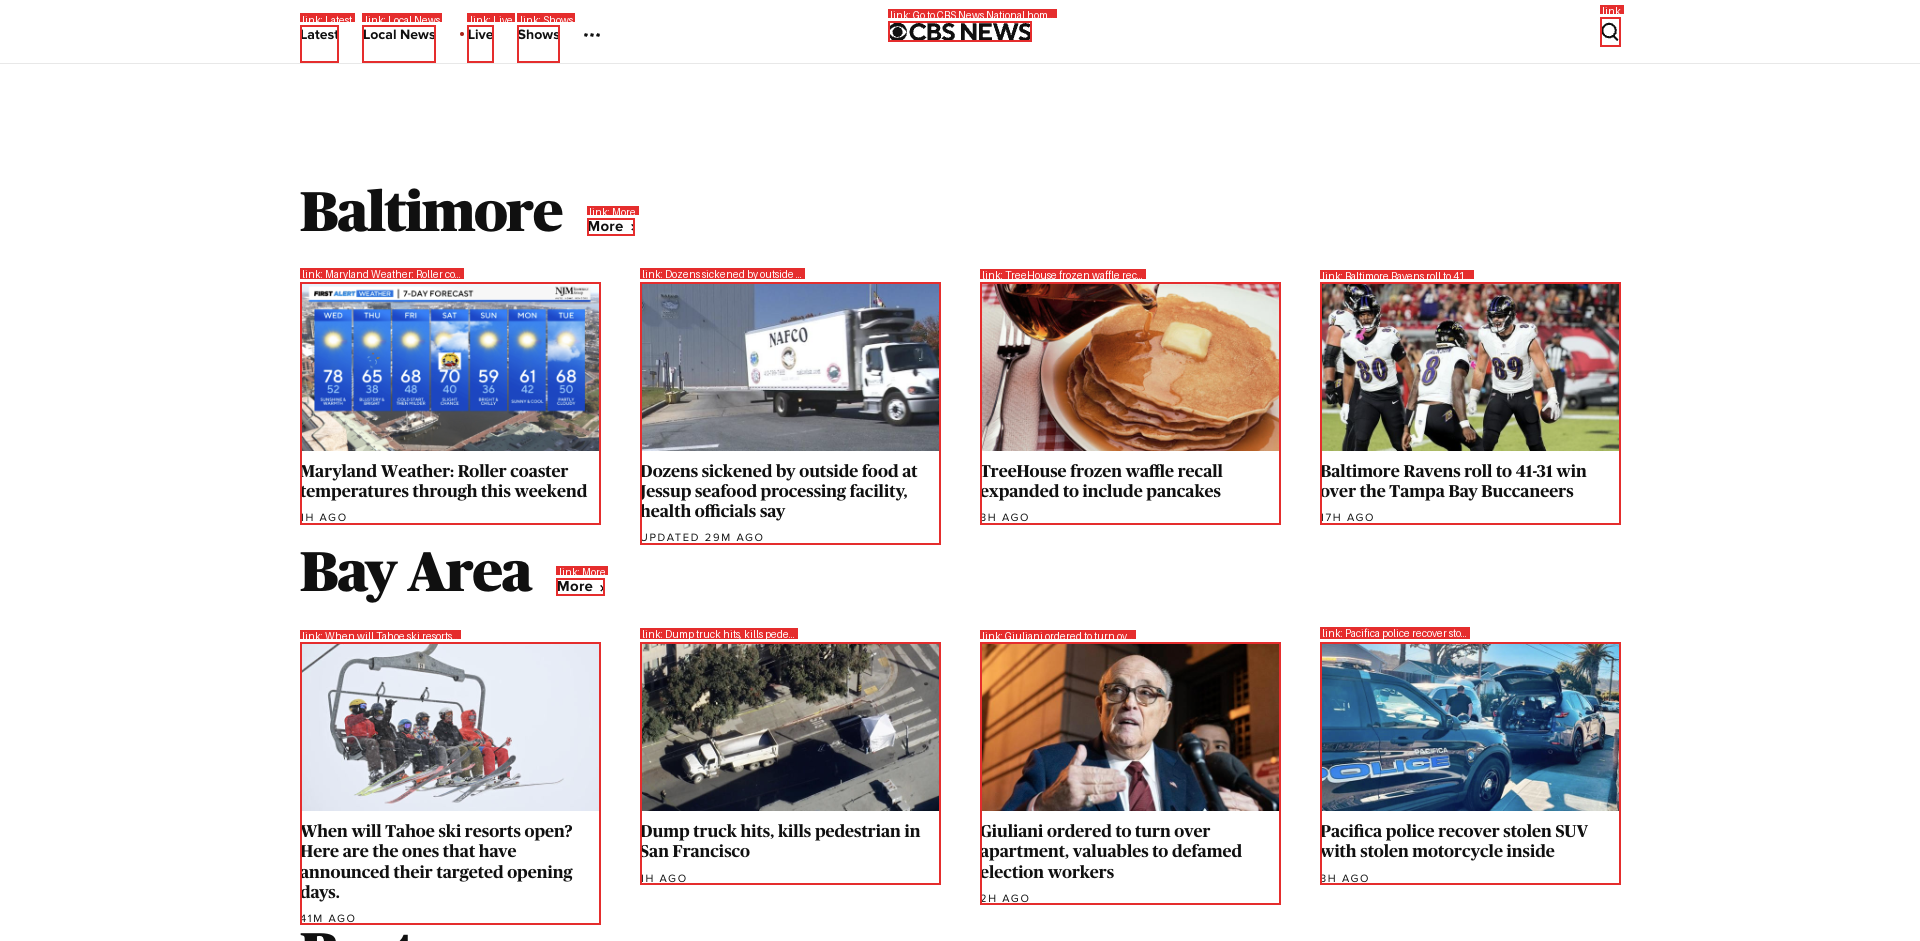 link: Latest
link: Local News
link: Live
link: Shows
link: Go to CBS News National hom...
link
Latest
Local News
Live
Shows
CBS NEWS
Baltimore
link: More
More ›
link: Maryland Weather: Roller co...
link: Dozens sickened by outside ...
link: TreeHouse frozen waffle rec...
link: Baltimore Ravens roll to 41...
FIRST ALERT WEATHER | 7-DAY FORECAST
NJM
WED THU FRI SAT SUN MON TUE
78 65 68 70 59 61 68
52 38 48 40 36 42 50
NAFCO
80
8
89
Maryland Weather: Roller coaster
temperatures through this weekend
1H AGO
Dozens sickened by outside food at
Jessup seafood processing facility,
health officials say
UPDATED 29M AGO
TreeHouse frozen waffle recall
expanded to include pancakes
3H AGO
Baltimore Ravens roll to 41-31 win
over the Tampa Bay Buccaneers
17H AGO
Bay Area
link: More
More ›
link: When will Tahoe ski resorts...
link: Dump truck hits, kills pede...
link: Giuliani ordered to turn ov...
link: Pacifica police recover sto...
PACIFICA
POLICE
When will Tahoe ski resorts open?
Here are the ones that have
announced their targeted opening
days.
41M AGO
Dump truck hits, kills pedestrian in
San Francisco
1H AGO
Giuliani ordered to turn over
apartment, valuables to defamed
election workers
2H AGO
Pacifica police recover stolen SUV
with stolen motorcycle inside
3H AGO